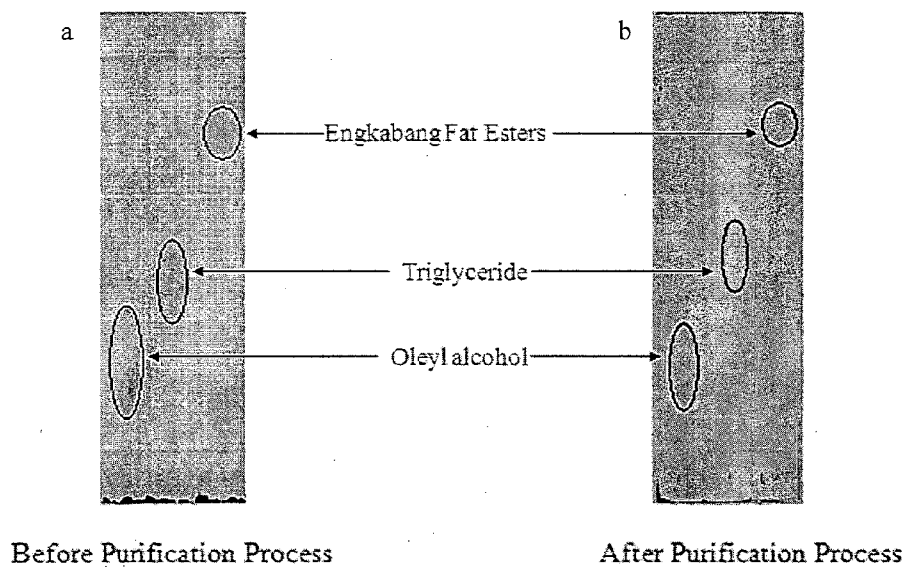 a
b
Engkabang Fat Esters
Triglyceride
Oleyl alcohol
Before Purification Process
After Purification Process